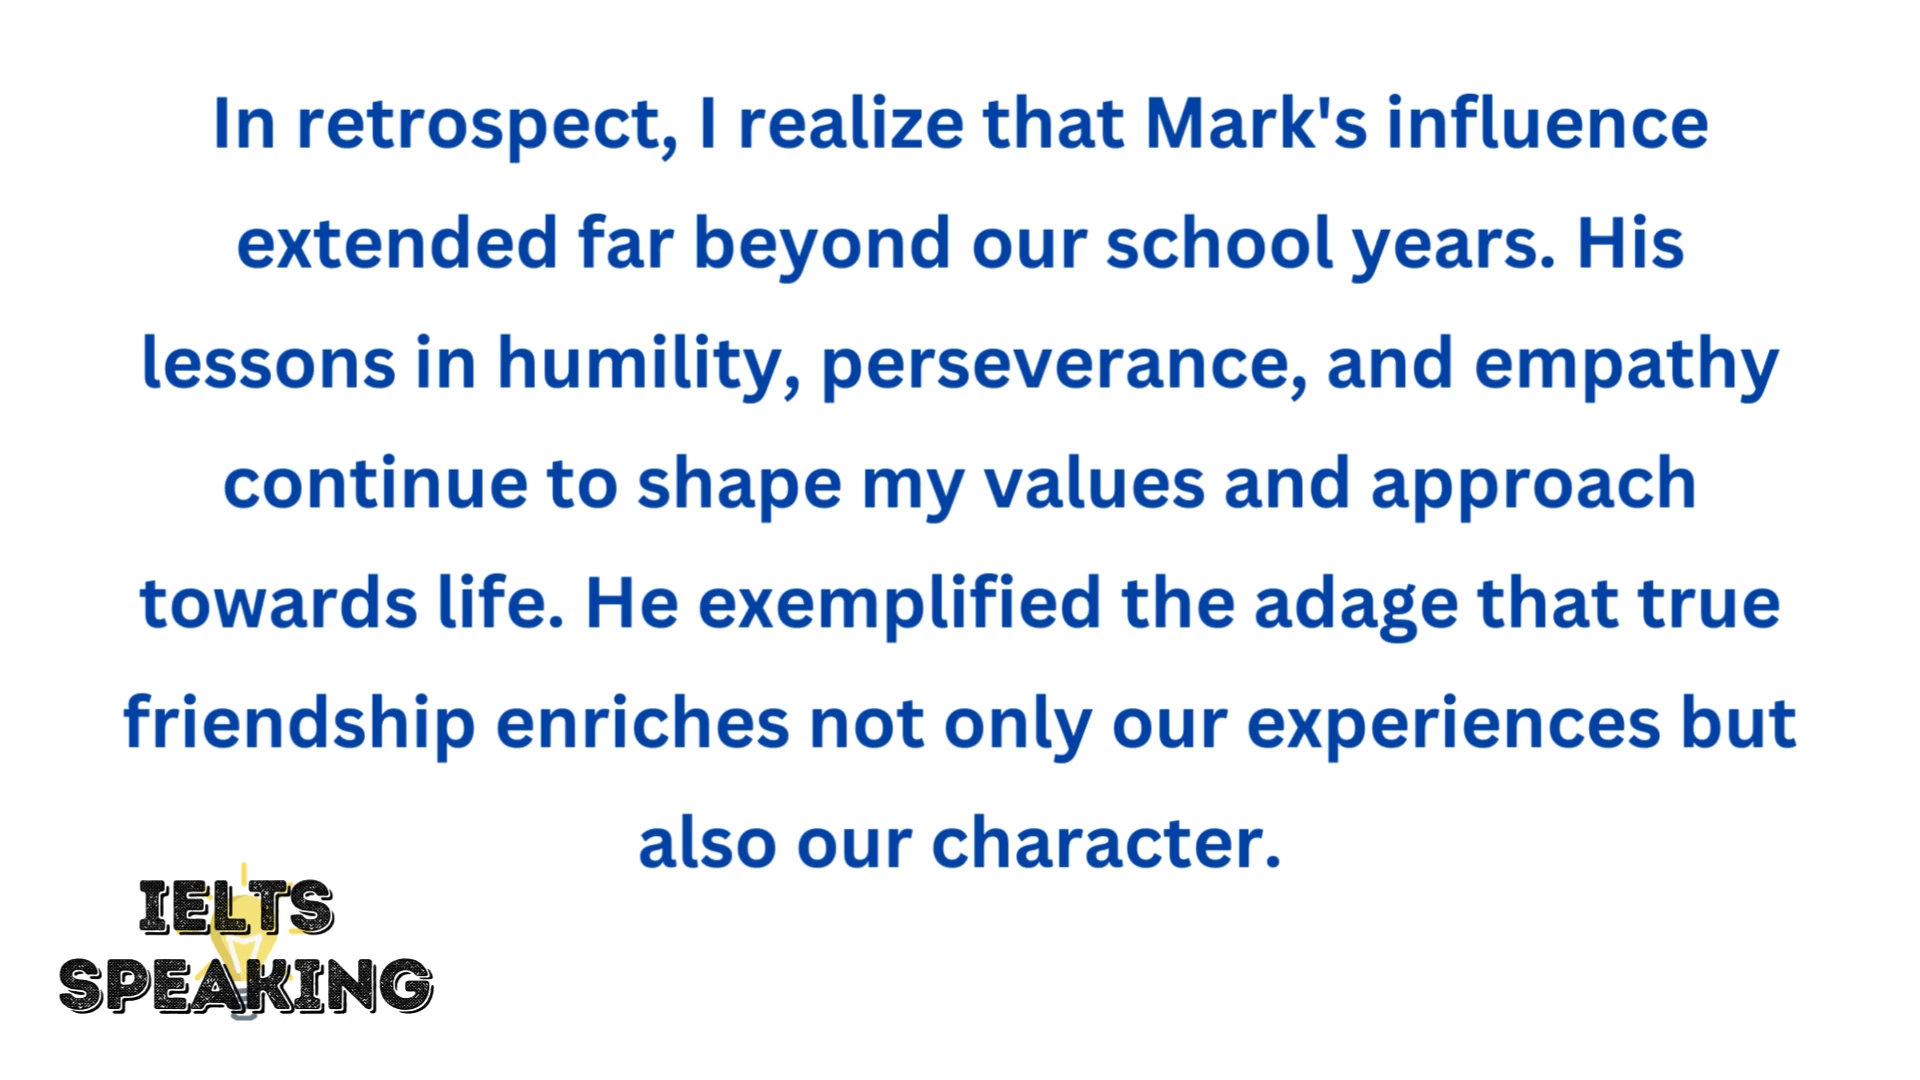 In retrospect, I realize that Mark's influence
extended far beyond our school years. His
lessons in humility, perseverance, and empathy
continue to shape my values and approach
towards life. He exemplified the adage that true
friendship enriches not only our experiences but
also our character.
IELTS
SPEAKING